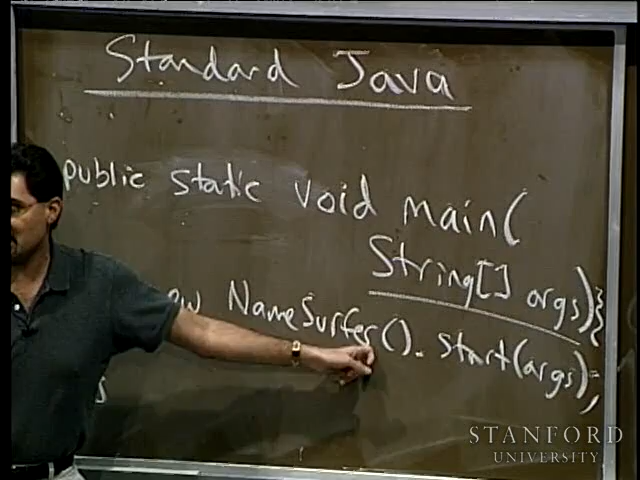 Standard Java
public static void main(
String[] args) {
NameSurfer().start(args);
STANFORD
UNIVERSITY